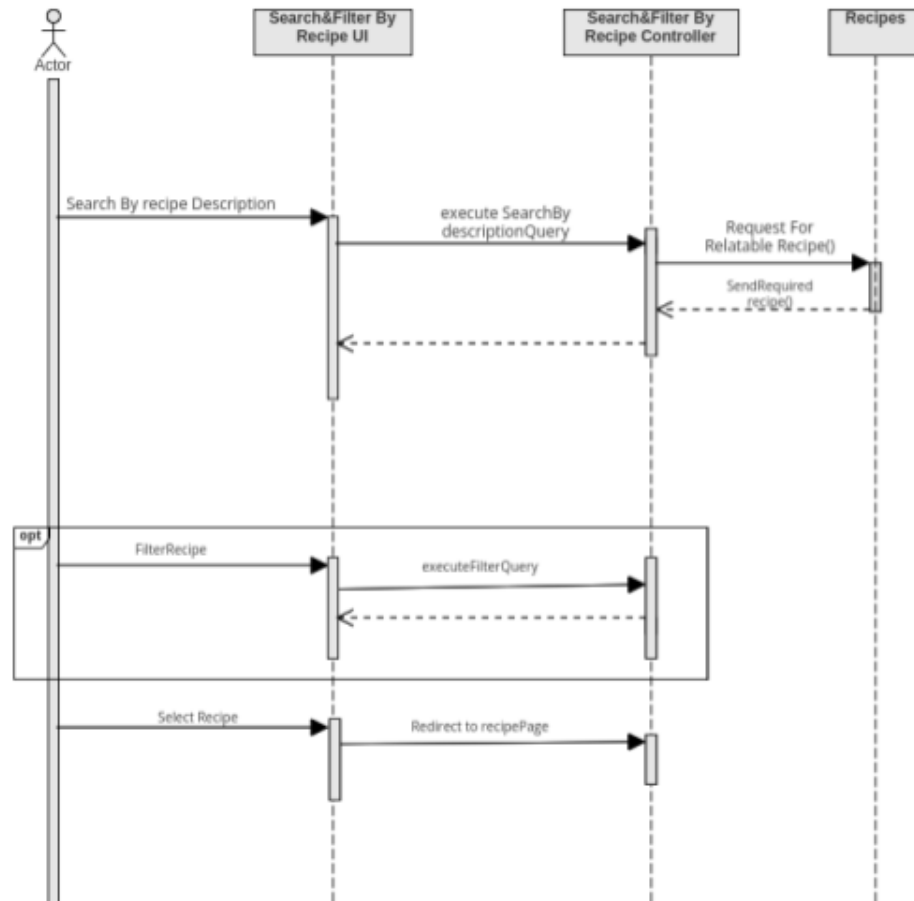 Search&Filter By
Recipe UI
Search&Filter By
Recipe Controller
Recipes
Actor
Search By recipe Description
execute SearchBy
descriptionQuery
Request For
Relatable Recipe()
SendRequired
recipe()
opt
FilterRecipe
executeFilterQuery
Select Recipe
Redirect to recipePage